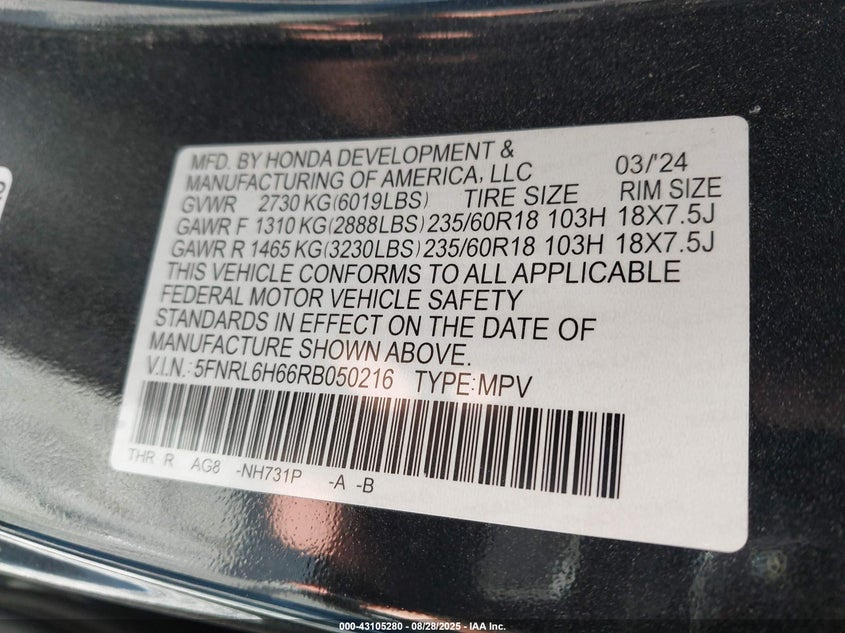 MFD. BY HONDA DEVELOPMENT &
MANUFACTURING OF AMERICA, LLC 03/'24
GVWR 2730 KG(6019LBS) TIRE SIZE RIM SIZE
GAWR F 1310 KG(2888LBS) 235/60R18 103H 18X7.5J
GAWR R 1465 KG(3230LBS) 235/60R18 103H 18X7.5J
THIS VEHICLE CONFORMS TO ALL APPLICABLE
FEDERAL MOTOR VEHICLE SAFETY
STANDARDS IN EFFECT ON THE DATE OF
MANUFACTURE SHOWN ABOVE.
V.I.N.: 5FNRL6H66RB050216 TYPE:MPV
THR R AG8 -NH731P -A -B
000-43105280 - 08/28/2025 - IAA Inc.